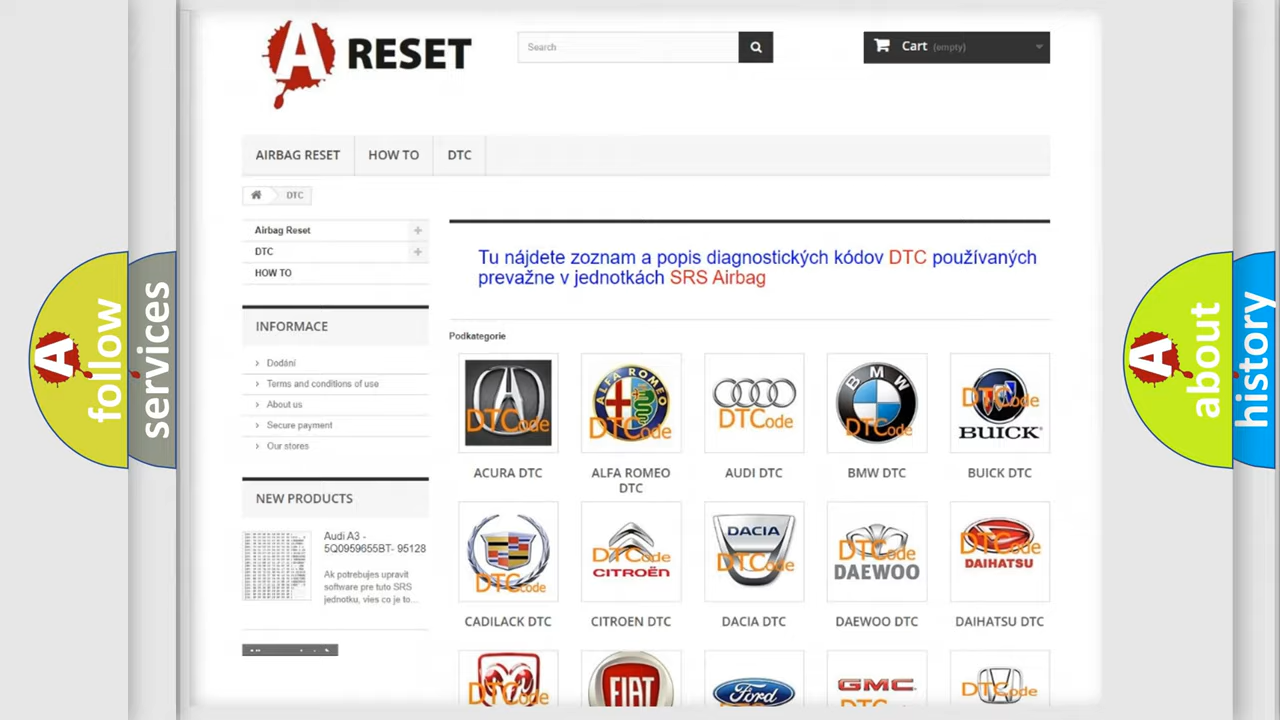 A RESET
Search
Cart (empty)
AIRBAG RESET
HOW TO
DTC
DTC
Airbag Reset
DTC
HOW TO
INFORMACE
Dodání
Terms and conditions of use
About us
Secure payment
Our stores
NEW PRODUCTS
Audi A3 -
5Q0959655BT- 95128
Ak potrebujes upravit
software pre tuto SRS
jednotku, vies co je to...
Tu nájdete zoznam a popis diagnostických kódov DTC používaných
prevažne v jednotkách SRS Airbag
Podkategorie
DTCode
ALFA ROMEO
DTCode
DTCode
BMW
DTCode
DTCode
BUICK
ACURA DTC
ALFA ROMEO
DTC
AUDI DTC
BMW DTC
BUICK DTC
DTCode
DTCode
CITROËN
DACIA
DTCode
DTCode
DAEWOO
DTCode
DAIHATSU
CADILACK DTC
CITROEN DTC
DACIA DTC
DAEWOO DTC
DAIHATSU DTC
DTCode
FIAT
Ford
GMC
DTCode
A follow
services
A about
history